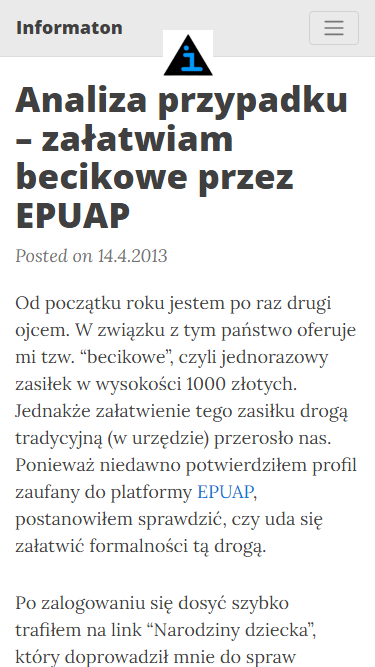 Informaton
Analiza przypadku
– załatwiam
becikowe przez
EPUAP
Posted on 14.4.2013
Od początku roku jestem po raz drugi
ojcem. W związku z tym państwo oferuje
mi tzw. “becikowe”, czyli jednorazowy
zasiłek w wysokości 1000 złotych.
Jednakże załatwienie tego zasiłku drogą
tradycyjną (w urzędzie) przerosło nas.
Ponieważ niedawno potwierdziłem profil
zaufany do platformy EPUAP,
postanowiłem sprawdzić, czy uda się
załatwić formalności tą drogą.
Po zalogowaniu się dosyć szybko
trafiłem na link “Narodziny dziecka”,
który doprowadził mnie do spraw